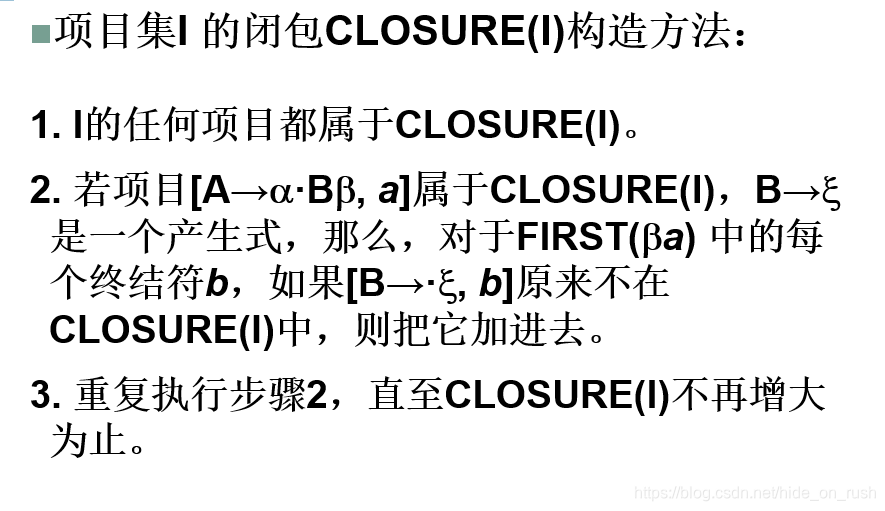 ■项目集I 的闭包CLOSURE(I)构造方法：
1. I的任何项目都属于CLOSURE(I)。
2. 若项目[A→α·Bβ, a]属于CLOSURE(I)，B→ξ
是一个产生式，那么，对于FIRST(βa) 中的每
个终结符b，如果[B→·ξ, b]原来不在
CLOSURE(I)中，则把它加进去。
3. 重复执行步骤2，直至CLOSURE(I)不再增大
为止。
https://blog.csdn.net/hide_on_rush